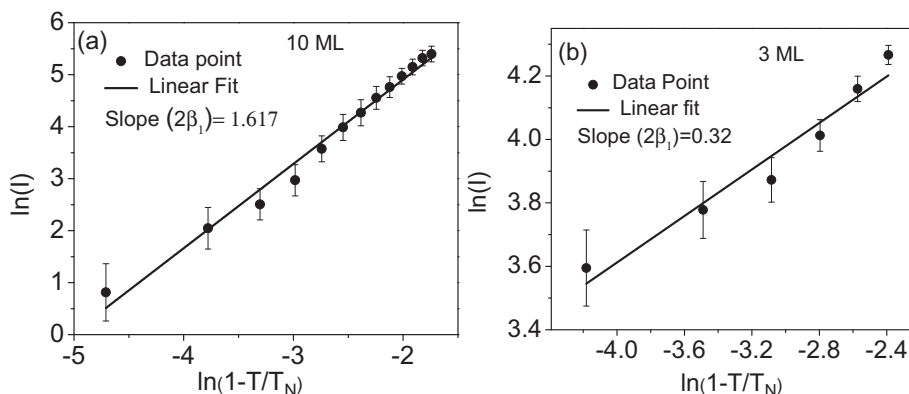 (a)
10 ML
Data point
Linear Fit
Slope (2β₁)= 1.617
ln(I)
6
5
4
3
2
1
0
-5
-4
-3
-2
ln(1-T/T_N)
(b)
3 ML
Data Point
Linear fit
Slope (2β₁)=0.32
ln(I)
4.2
4.0
3.8
3.6
3.4
-4.0
-3.6
-3.2
-2.8
-2.4
ln(1-T/T_N)